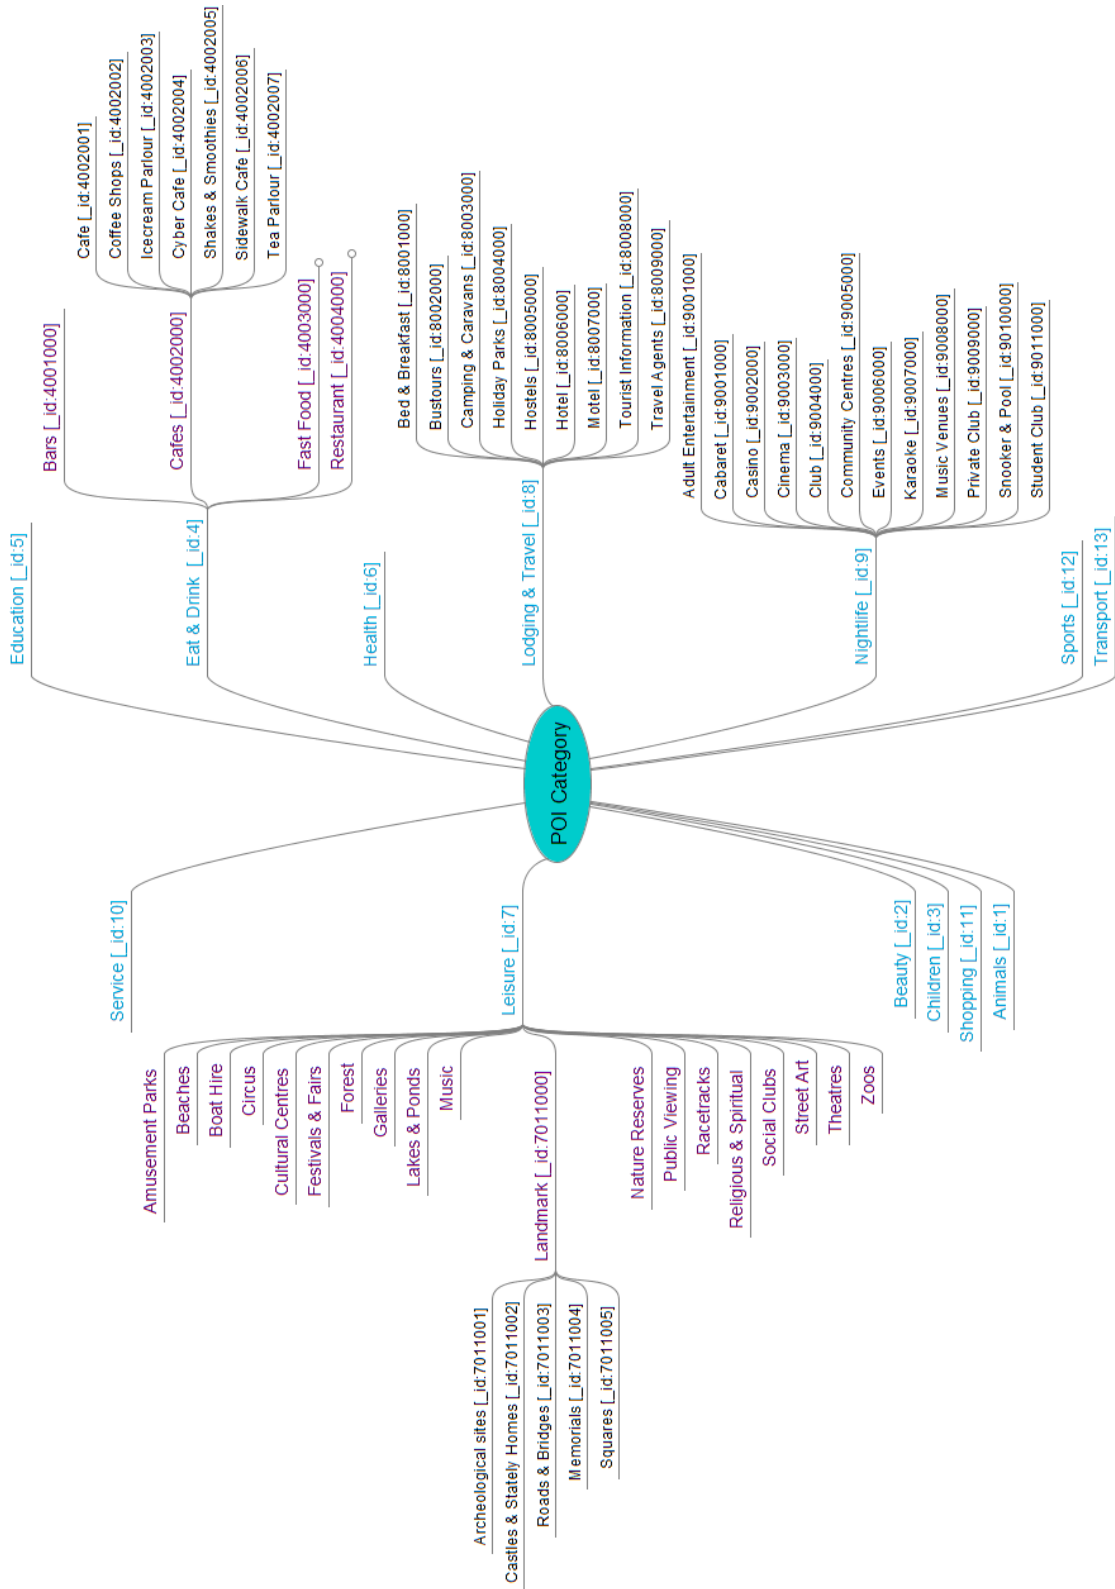 POI Category
Education [_id:5]
Eat & Drink [_id:4]
Bars [_id:4001000]
Cafes [_id:4002000]
Cafe [_id:4002001]
Coffee Shops [_id:4002002]
Icecream Parlour [_id:4002003]
Cyber Cafe [_id:4002004]
Shakes & Smoothies [_id:4002005]
Sidewalk Cafe [_id:4002006]
Tea Parlour [_id:4002007]
Fast Food [_id:4003000]
Restaurant [_id:4004000]
Health [_id:6]
Lodging & Travel [_id:8]
Bed & Breakfast [_id:8001000]
Bustours [_id:8002000]
Camping & Caravans [_id:8003000]
Holiday Parks [_id:8004000]
Hostels [_id:8005000]
Hotel [_id:8006000]
Motel [_id:8007000]
Tourist Information [_id:8008000]
Travel Agents [_id:8009000]
Nightlife [_id:9]
Adult Entertainment [_id:9001000]
Cabaret [_id:9001000]
Casino [_id:9002000]
Cinema [_id:9003000]
Club [_id:9004000]
Community Centres [_id:9005000]
Events [_id:9006000]
Karaoke [_id:9007000]
Music Venues [_id:9008000]
Private Club [_id:9009000]
Snooker & Pool [_id:9010000]
Student Club [_id:9011000]
Sports [_id:12]
Transport [_id:13]
Service [_id:10]
Leisure [_id:7]
Amusement Parks
Beaches
Boat Hire
Circus
Cultural Centres
Festivals & Fairs
Forest
Galleries
Lakes & Ponds
Music
Landmark [_id:7011000]
Archeological sites [_id:7011001]
Castles & Stately Homes [_id:7011002]
Roads & Bridges [_id:7011003]
Memorials [_id:7011004]
Squares [_id:7011005]
Nature Reserves
Public Viewing
Racetracks
Religious & Spiritual
Social Clubs
Street Art
Theatres
Zoos
Beauty [_id:2]
Children [_id:3]
Shopping [_id:11]
Animals [_id:1]